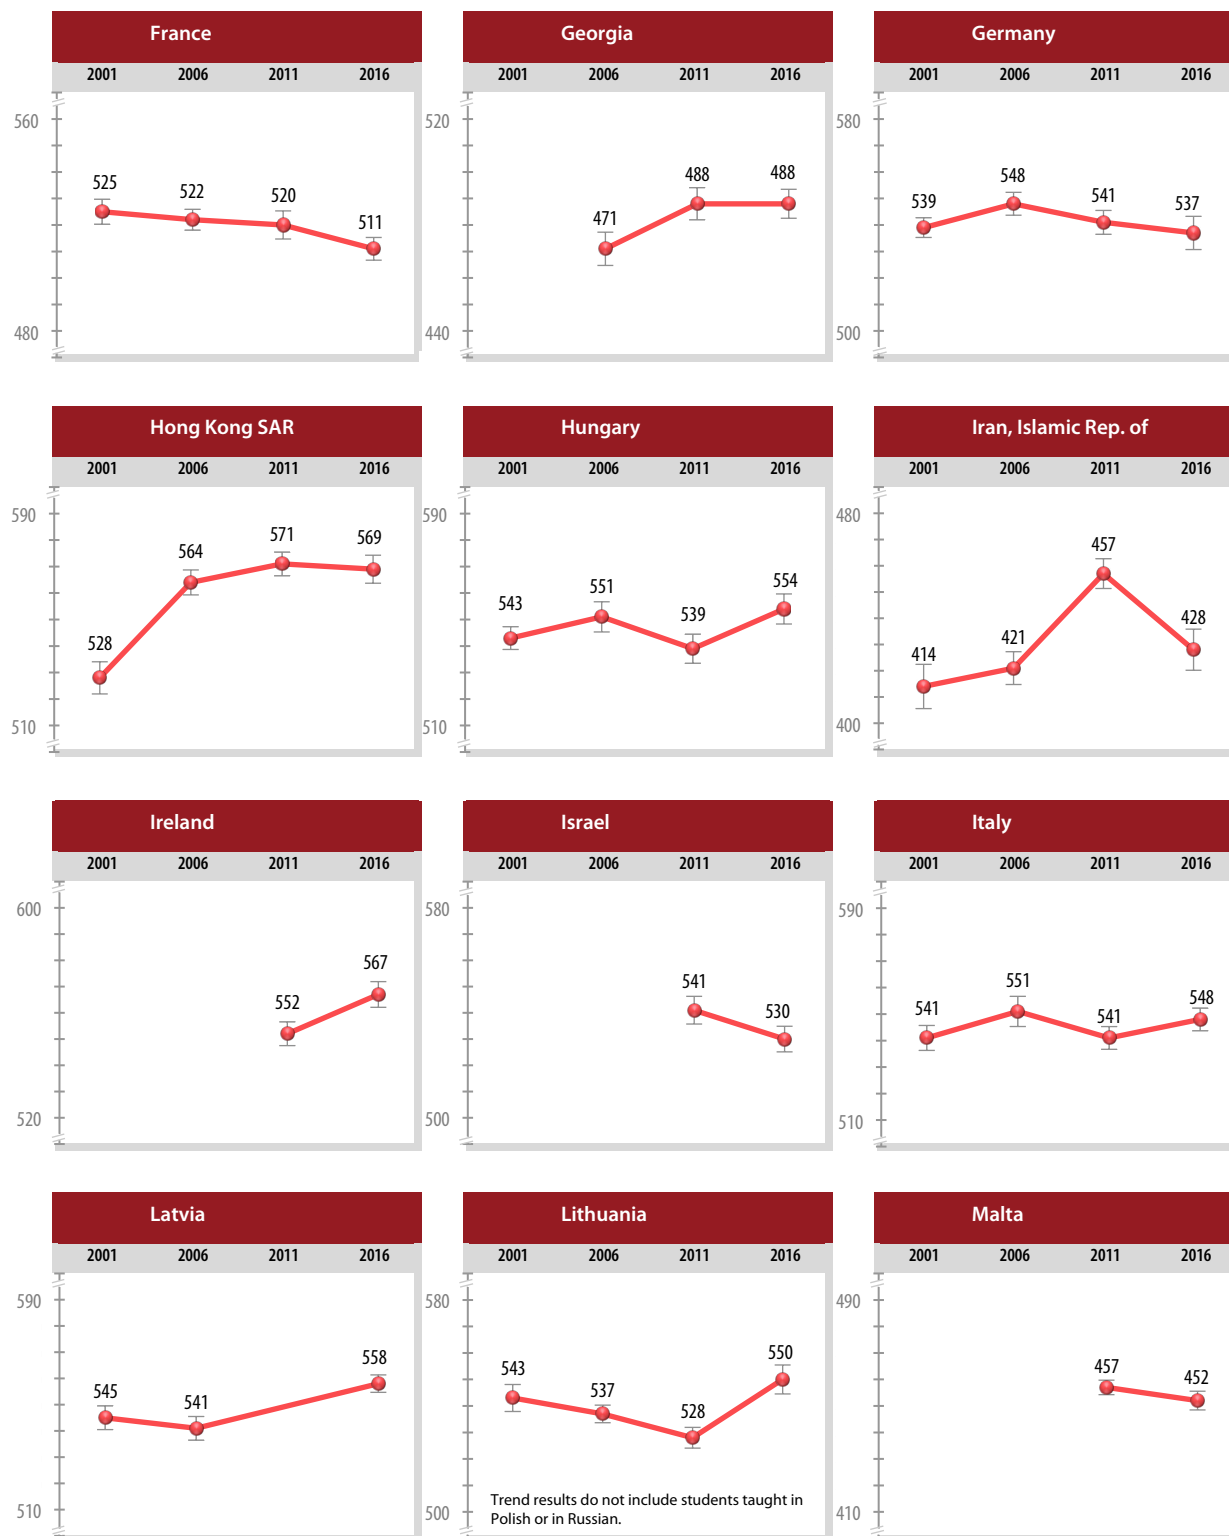 France
2001 2006 2011 2016
560
525
522
520
511
480
Georgia
2001 2006 2011 2016
520
471
488
488
440
Germany
2001 2006 2011 2016
580
539
548
541
537
500
Hong Kong SAR
2001 2006 2011 2016
590
528
564
571
569
510
Hungary
2001 2006 2011 2016
590
543
551
539
554
510
Iran, Islamic Rep. of
2001 2006 2011 2016
480
414
421
457
428
400
Ireland
2001 2006 2011 2016
600
552
567
520
Israel
2001 2006 2011 2016
580
541
530
500
Italy
2001 2006 2011 2016
590
541
551
541
548
510
Latvia
2001 2006 2011 2016
590
545
541
558
510
Lithuania
2001 2006 2011 2016
580
543
537
528
550
500
Trend results do not include students taught in
Polish or in Russian.
Malta
2001 2006 2011 2016
490
457
452
410